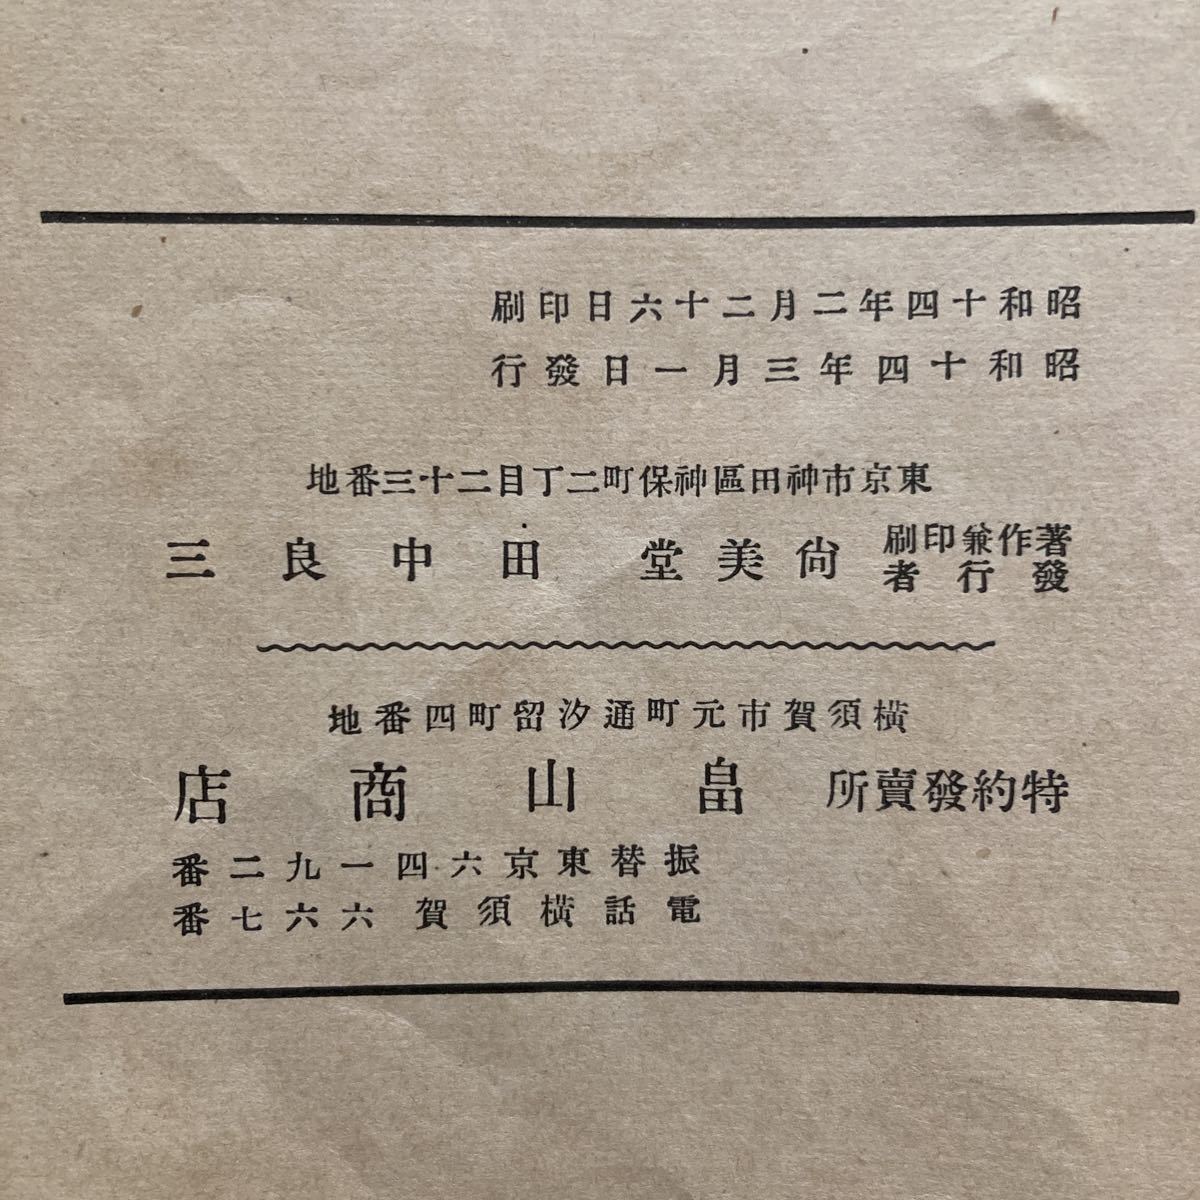 昭和十四年二月二十六日印刷
昭和十四年三月一日發行
東京市神田區神保町二丁目二十三番地
著作兼印刷
發行者
尙美堂 田中良三
橫須賀市元町通汐留町四番地
特約發賣所 畠山商店
振替東京六四一九二番
電話橫須賀六六七番